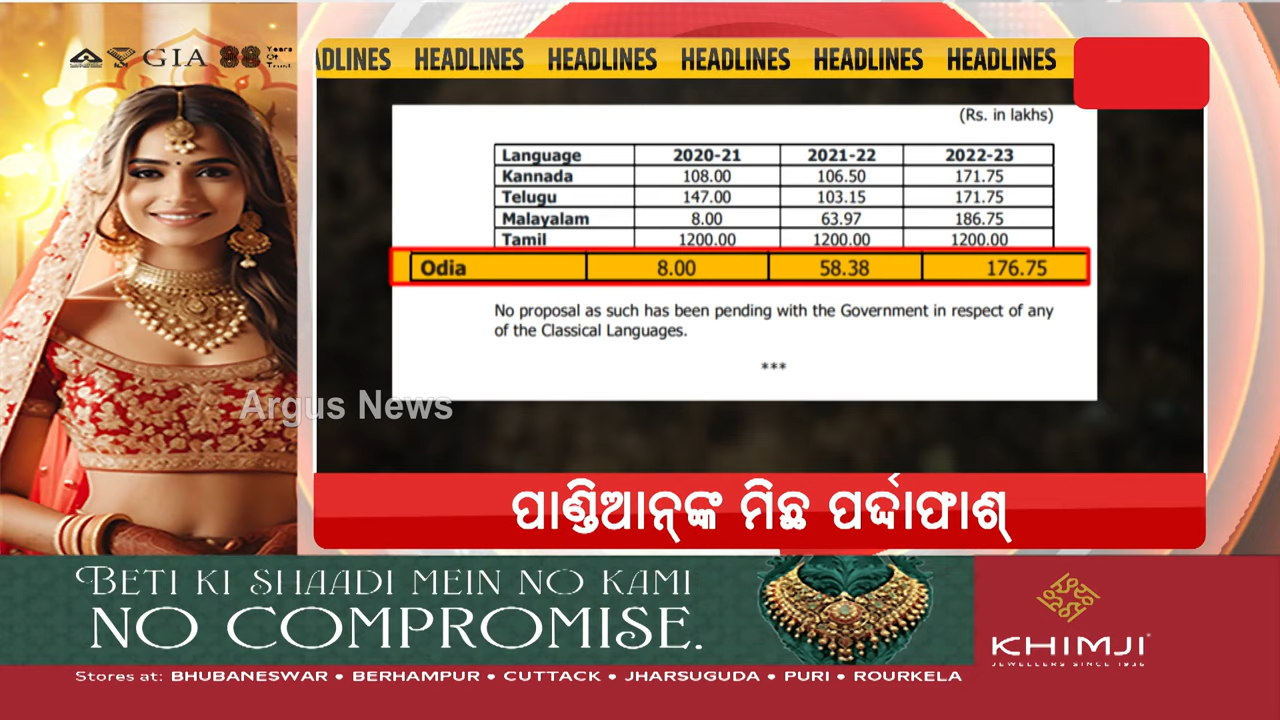 GIA 88 Years Of Trust
ADLINES HEADLINES HEADLINES HEADLINES HEADLINES HEADLINES
(Rs. in lakhs)
Language 2020-21 2021-22 2022-23
Kannada 108.00 106.50 171.75
Telugu 147.00 103.15 171.75
Malayalam 8.00 63.97 186.75
Tamil 1200.00 1200.00 1200.00
Odia 8.00 58.38 176.75
No proposal as such has been pending with the Government in respect of any
of the Classical Languages.
***
Argus News
ପାଣ୍ଡିଆନ୍‌ଙ୍କ ମିଛ ପର୍ଦ୍ଦାଫାଶ୍
BETI KI SHAADI MEIN NO KAMI
NO COMPROMISE.
KHIMJI
JEWELLERS SINCE 1936
Stores at: BHUBANESWAR • BERHAMPUR • CUTTACK • JHARSUGUDA • PURI • ROURKELA